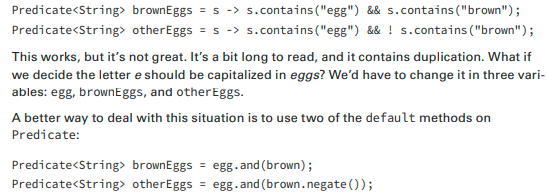 Predicate<String> brownEggs = s -> s.contains("egg") && s.contains("brown");
Predicate<String> otherEggs = s -> s.contains("egg") && ! s.contains("brown");
This works, but it's not great. It's a bit long to read, and it contains duplication. What if
we decide the letter e should be capitalized in eggs? We'd have to change it in three vari-
ables: egg, brownEggs, and otherEggs.
A better way to deal with this situation is to use two of the default methods on
Predicate:
Predicate<String> brownEggs = egg.and(brown);
Predicate<String> otherEggs = egg.and(brown.negate());